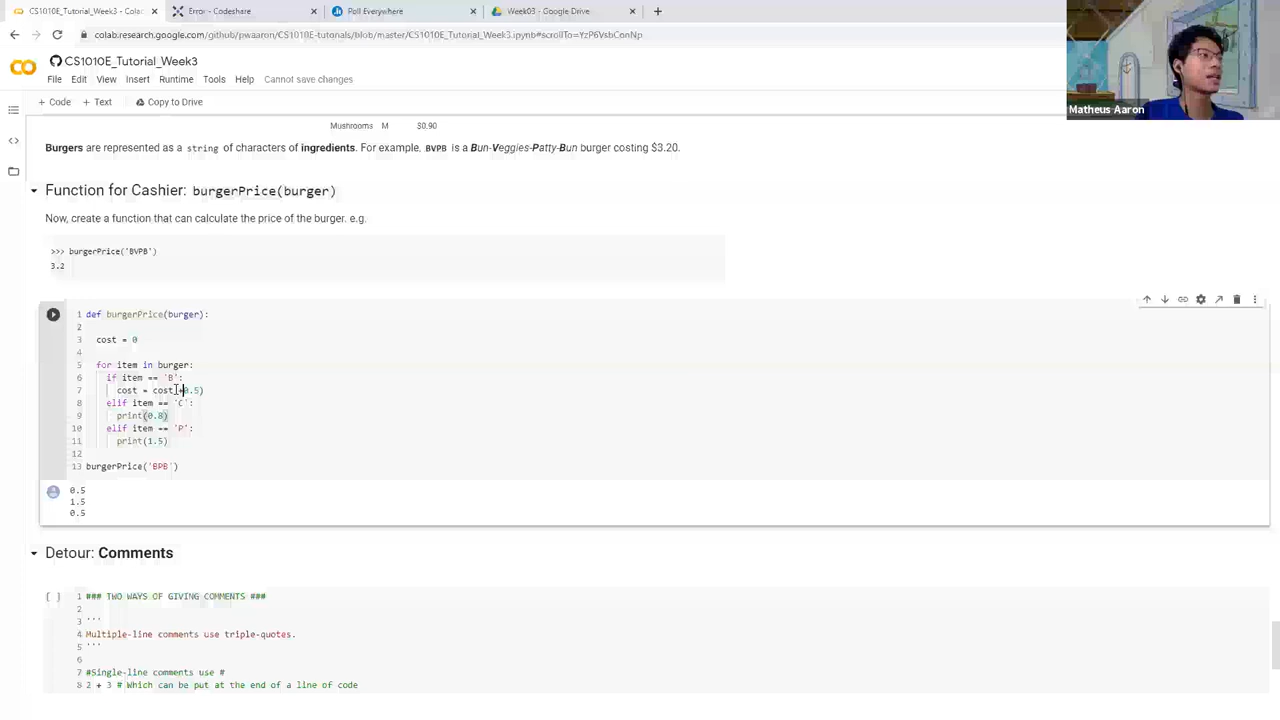 CS1010E_Tutorial_Week3 - Colab
Error - Codeshare
Poll Everywhere
Week03 - Google Drive
colab.research.google.com/github/pwaaron/CS1010E-tutorials/blob/master/CS1010E_Tutorial_Week3.ipynb#scrollTo=YzP6VsbConNp
CS1010E_Tutorial_Week3
File Edit View Insert Runtime Tools Help Cannot save changes
+ Code + Text Copy to Drive
Matheus Aaron
Mushrooms M $0.90
Burgers are represented as a string of characters of ingredients. For example. BVPB is a Bun-Veggies-Patty-Bun burger costing $3.20.
Function for Cashier: burgerPrice(burger)
Now, create a function that can calculate the price of the burger. e.g.
>>> burgerPrice('BVPB')
3.2
1 def burgerPrice(burger):
2
3 cost = 0
4
5 for item in burger:
6 if item == 'B':
7 cost = cost +0.5)
8 elif item == 'C':
9 print(0.8)
10 elif item == 'P':
11 print(1.5)
12
13 burgerPrice('BPB')
0.5
1.5
0.5
Detour: Comments
[ ] 1 ### TWO WAYS OF GIVING COMMENTS ###
2
3 '''
4 Multiple-line comments use triple-quotes.
5 '''
6
7 #Single-line comments use #
8 2 + 3 # Which can be put at the end of a line of code